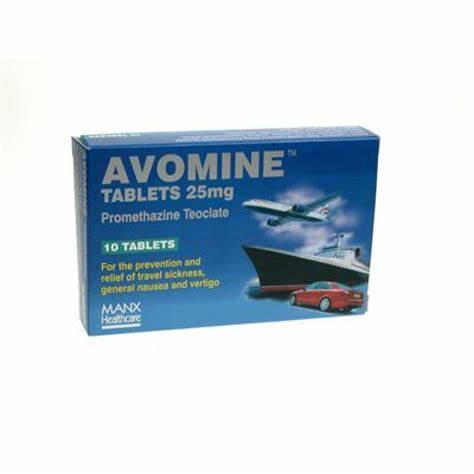 AVOMINE™
TABLETS 25mg
Promethazine Teoclate
10 TABLETS
For the prevention and
relief of travel sickness,
general nausea and vertigo
MANX
Healthcare